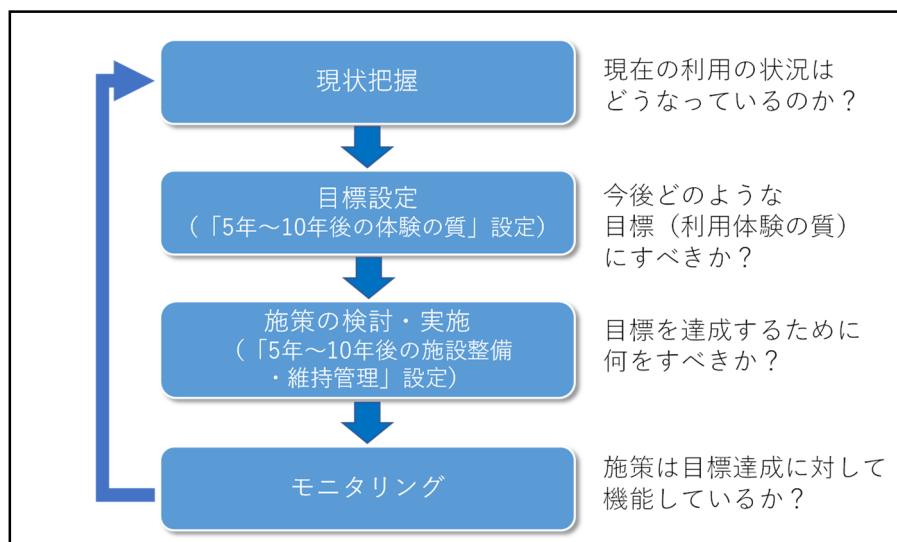 現状把握
現在の利用の状況は
どうなっているのか？
目標設定
（「5年～10年後の体験の質」設定）
今後どのような
目標（利用体験の質）
にすべきか？
施策の検討・実施
（「5年～10年後の施設整備
・維持管理」設定）
目標を達成するために
何をすべきか？
モニタリング
施策は目標達成に対して
機能しているか？